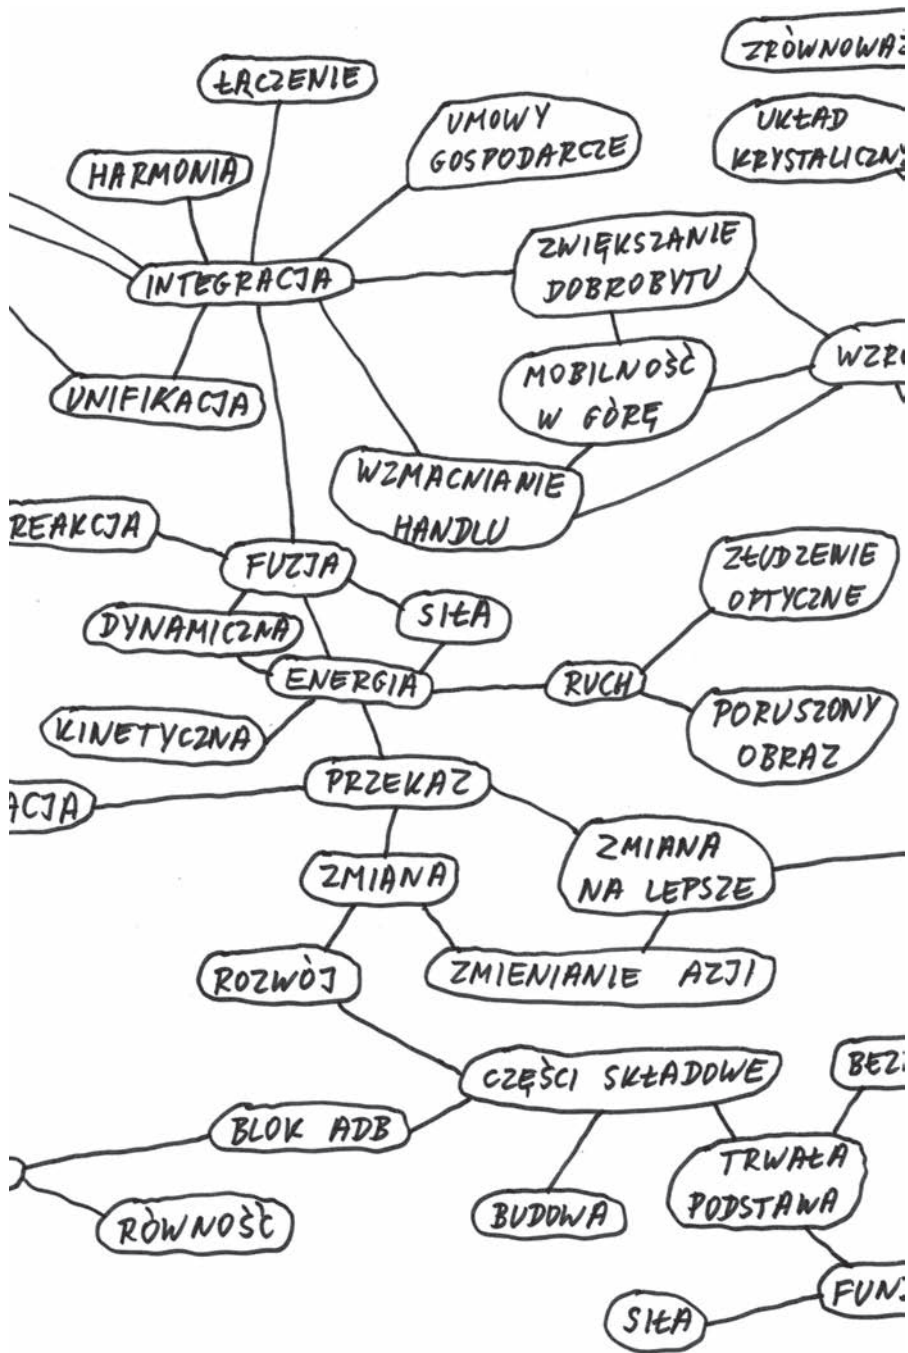 ZRÓWNOWAŻ
ŁĄCZENIE
UMOWY
GOSPODARCZE
UKŁAD
KRYSTALICZNY
HARMONIA
ZWIĘKSZANIE
DOBROBYTU
INTEGRACJA
WZRO
MOBILNOŚĆ
W GÓRĘ
UNIFIKACJA
WZMACNIANIE
HANDLU
REAKCJA
FUZJA
ZŁUDZENIE
OPTYCZNE
SIŁA
DYNAMICZNA
ENERGIA
RUCH
KINETYCZNA
PORUSZONY
OBRAZ
PRZEKAZ
ACJA
ZMIANA
NA LEPSZE
ZMIANA
ROZWÓJ
ZMIENIANIE AZJI
CZĘŚCI SKŁADOWE
BEZ
BLOK ADB
TRWAŁA
PODSTAWA
BUDOWA
RÓWNOŚĆ
FUN
SIŁA